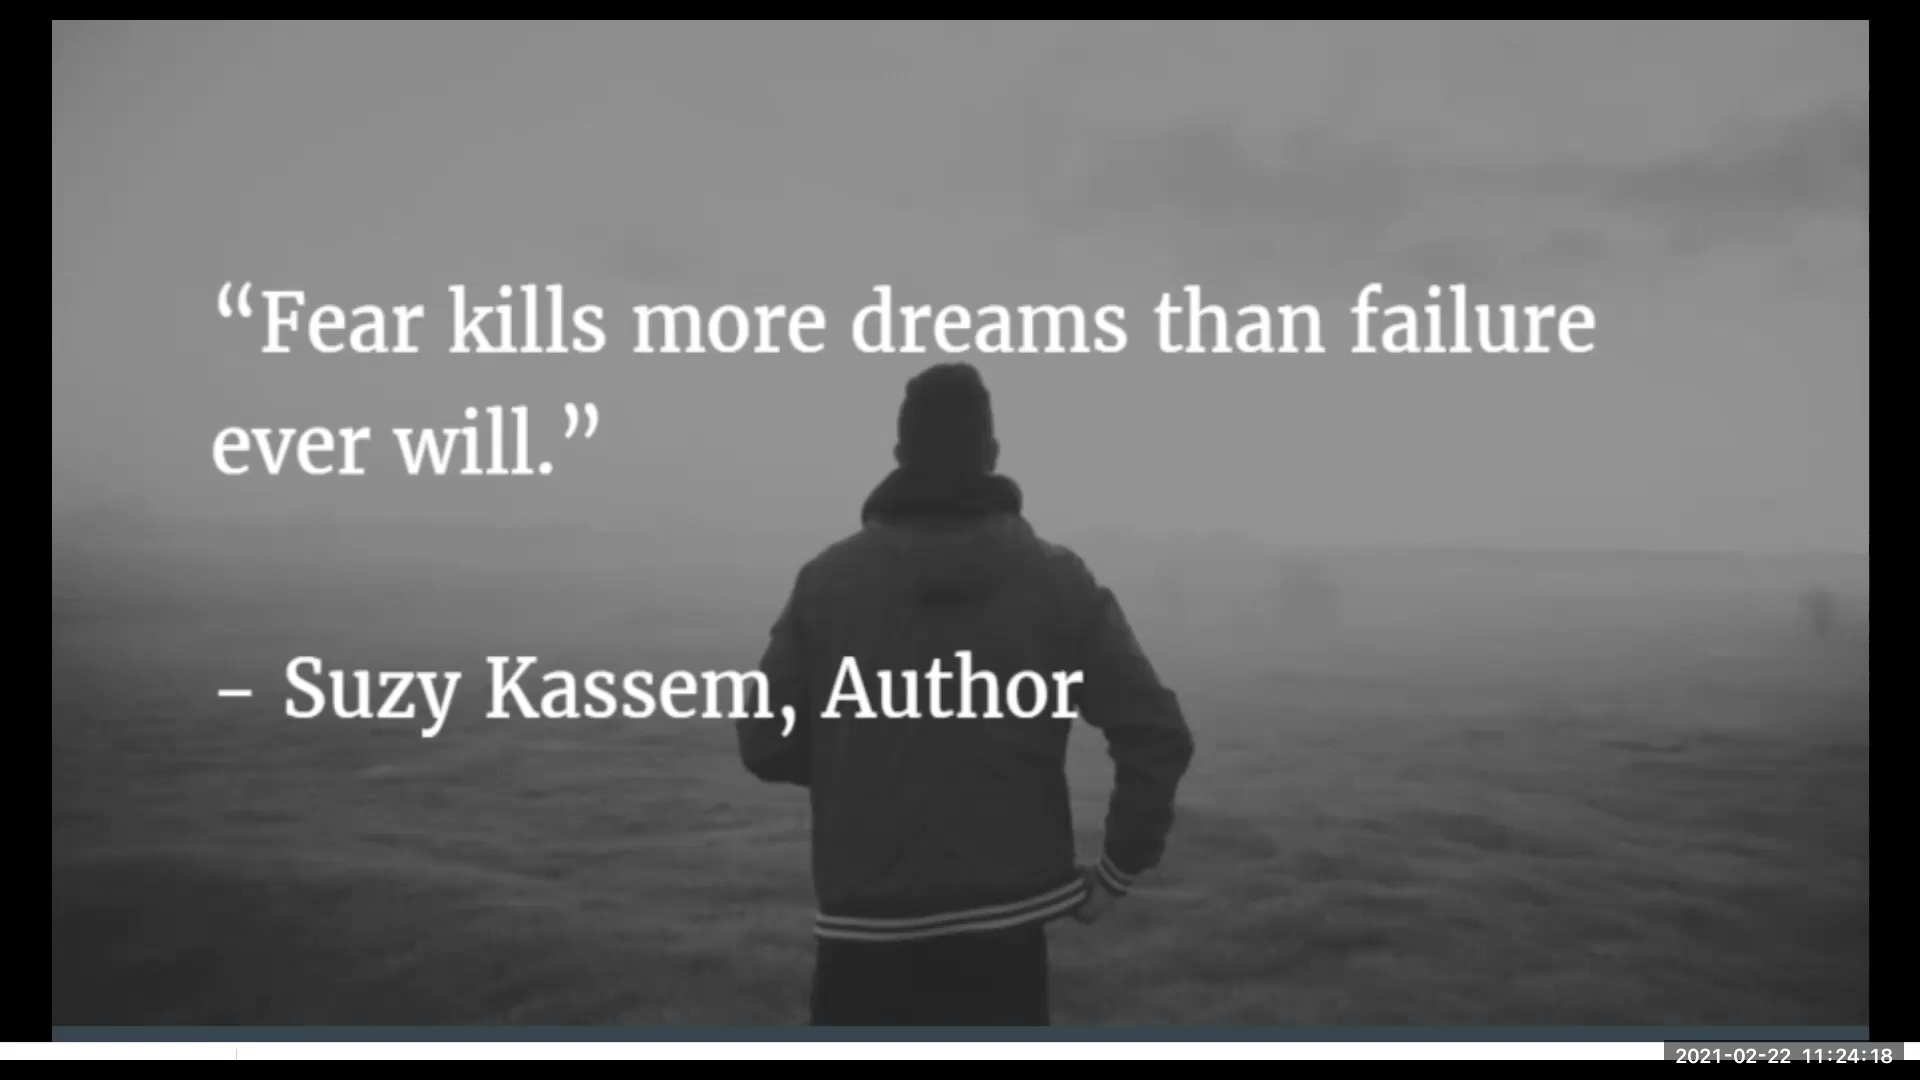 “Fear kills more dreams than failure
ever will.”
– Suzy Kassem, Author
2021-02-22 11:24:18